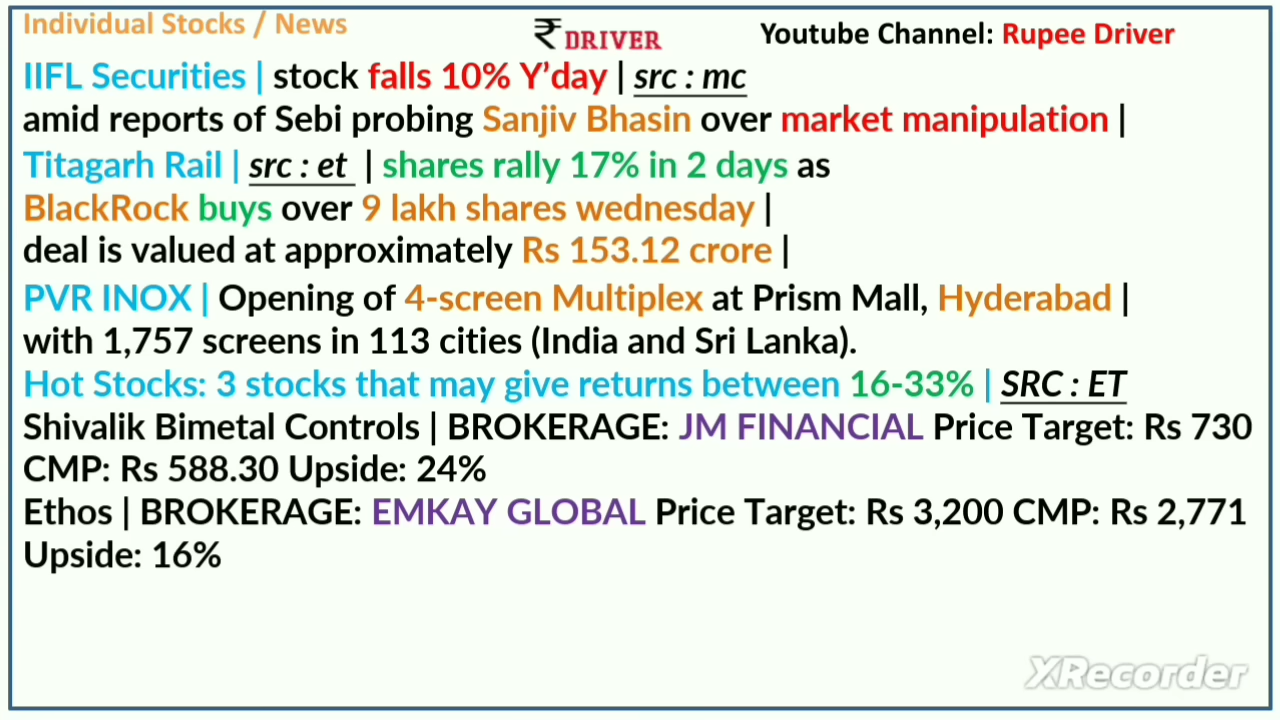 Individual Stocks / News
₹ DRIVER
Youtube Channel: Rupee Driver
IIFL Securities | stock falls 10% Y’day | src : mc
amid reports of Sebi probing Sanjiv Bhasin over market manipulation |
Titagarh Rail | src : et | shares rally 17% in 2 days as
BlackRock buys over 9 lakh shares wednesday |
deal is valued at approximately Rs 153.12 crore |
PVR INOX | Opening of 4-screen Multiplex at Prism Mall, Hyderabad |
with 1,757 screens in 113 cities (India and Sri Lanka).
Hot Stocks: 3 stocks that may give returns between 16-33% | SRC : ET
Shivalik Bimetal Controls | BROKERAGE: JM FINANCIAL Price Target: Rs 730
CMP: Rs 588.30 Upside: 24%
Ethos | BROKERAGE: EMKAY GLOBAL Price Target: Rs 3,200 CMP: Rs 2,771
Upside: 16%
XRecorder